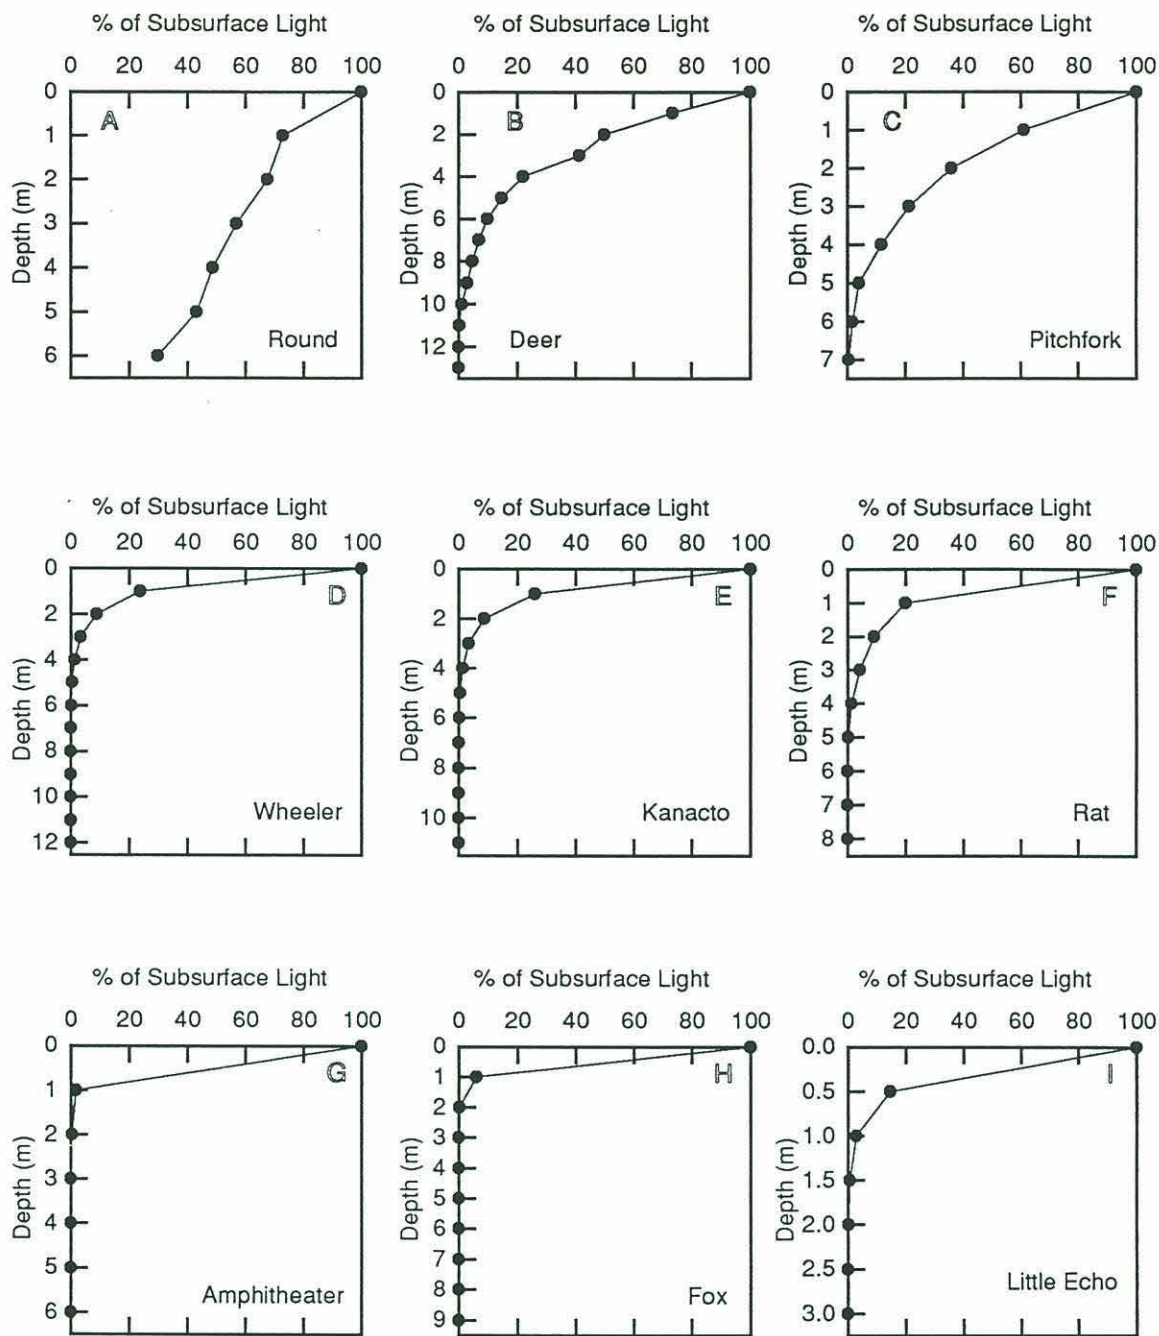 % of Subsurface Light % of Subsurface Light % of Subsurface Light
0 20 40 60 80 100 0 20 40 60 80 100 0 20 40 60 80 100
Depth (m)
0
1
2
3
4
5
6
A
Round
Depth (m)
0
2
4
6
8
10
12
B
Deer
Depth (m)
0
1
2
3
4
5
6
7
C
Pitchfork
% of Subsurface Light % of Subsurface Light % of Subsurface Light
0 20 40 60 80 100 0 20 40 60 80 100 0 20 40 60 80 100
Depth (m)
0
2
4
6
8
10
12
D
Wheeler
Depth (m)
0
2
4
6
8
10
E
Kanacto
Depth (m)
0
1
2
3
4
5
6
7
8
F
Rat
% of Subsurface Light % of Subsurface Light % of Subsurface Light
0 20 40 60 80 100 0 20 40 60 80 100 0 20 40 60 80 100
Depth (m)
0
1
2
3
4
5
6
G
Amphitheater
Depth (m)
0
1
2
3
4
5
6
7
8
9
H
Fox
Depth (m)
0.0
0.5
1.0
1.5
2.0
2.5
3.0
I
Little Echo